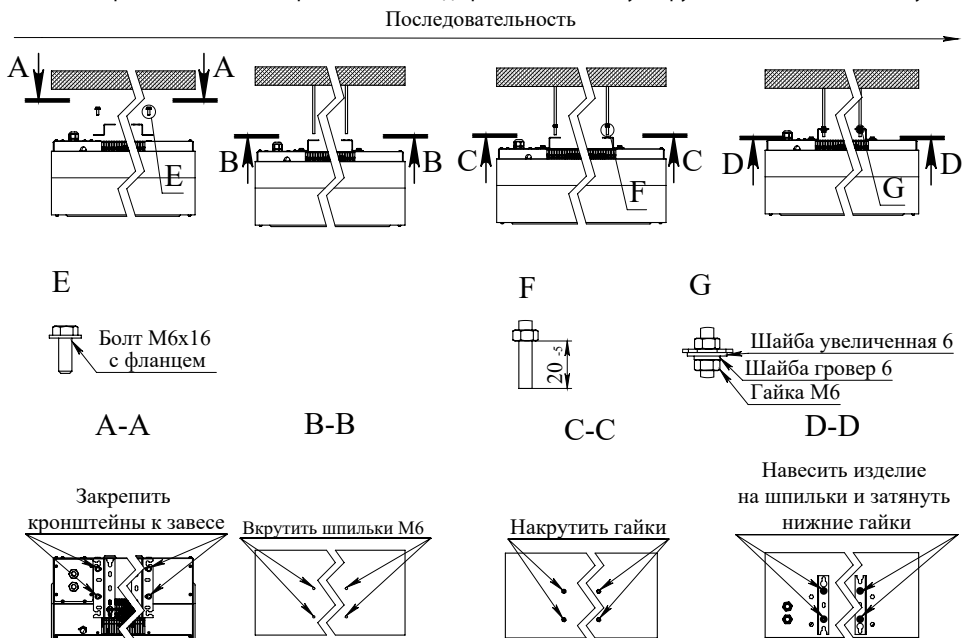 Последовательность
A A
B B
C C
D D
E
F
G
E
Болт М6х16
с фланцем
F
20 -5
G
Шайба увеличенная 6
Шайба гровер 6
Гайка М6
A-A
B-B
C-C
D-D
Закрепить
кронштейны к завесе
Вкрутить шпильки М6
Накрутить гайки
Навесить изделие
на шпильки и затянуть
нижние гайки